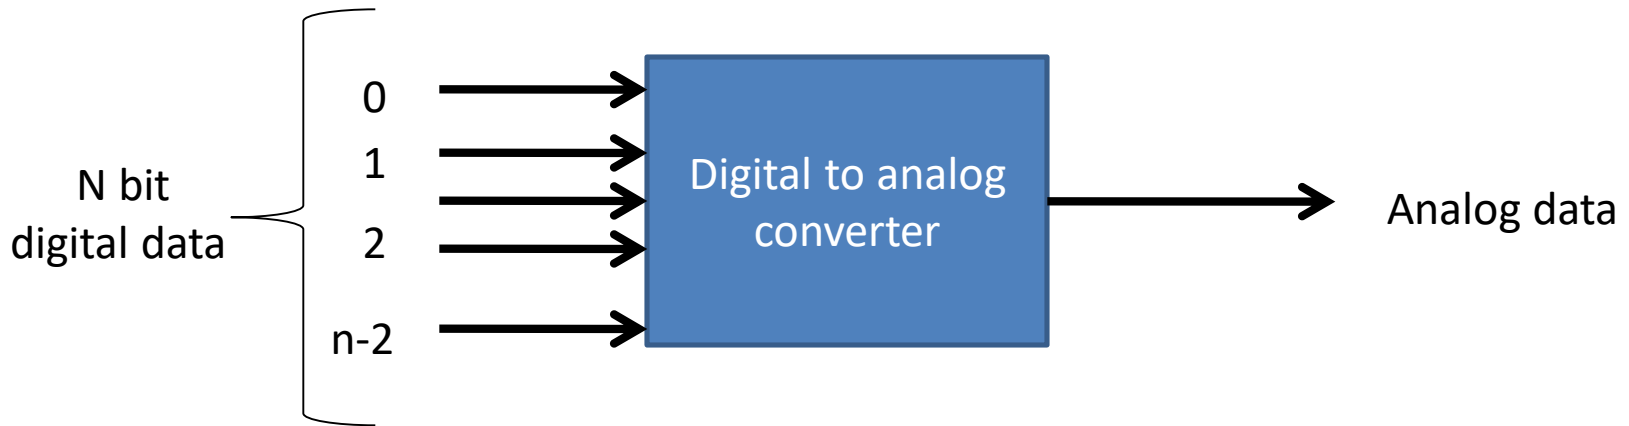 N bit
digital data
0
1
2
n-2
Digital to analog
converter
Analog data